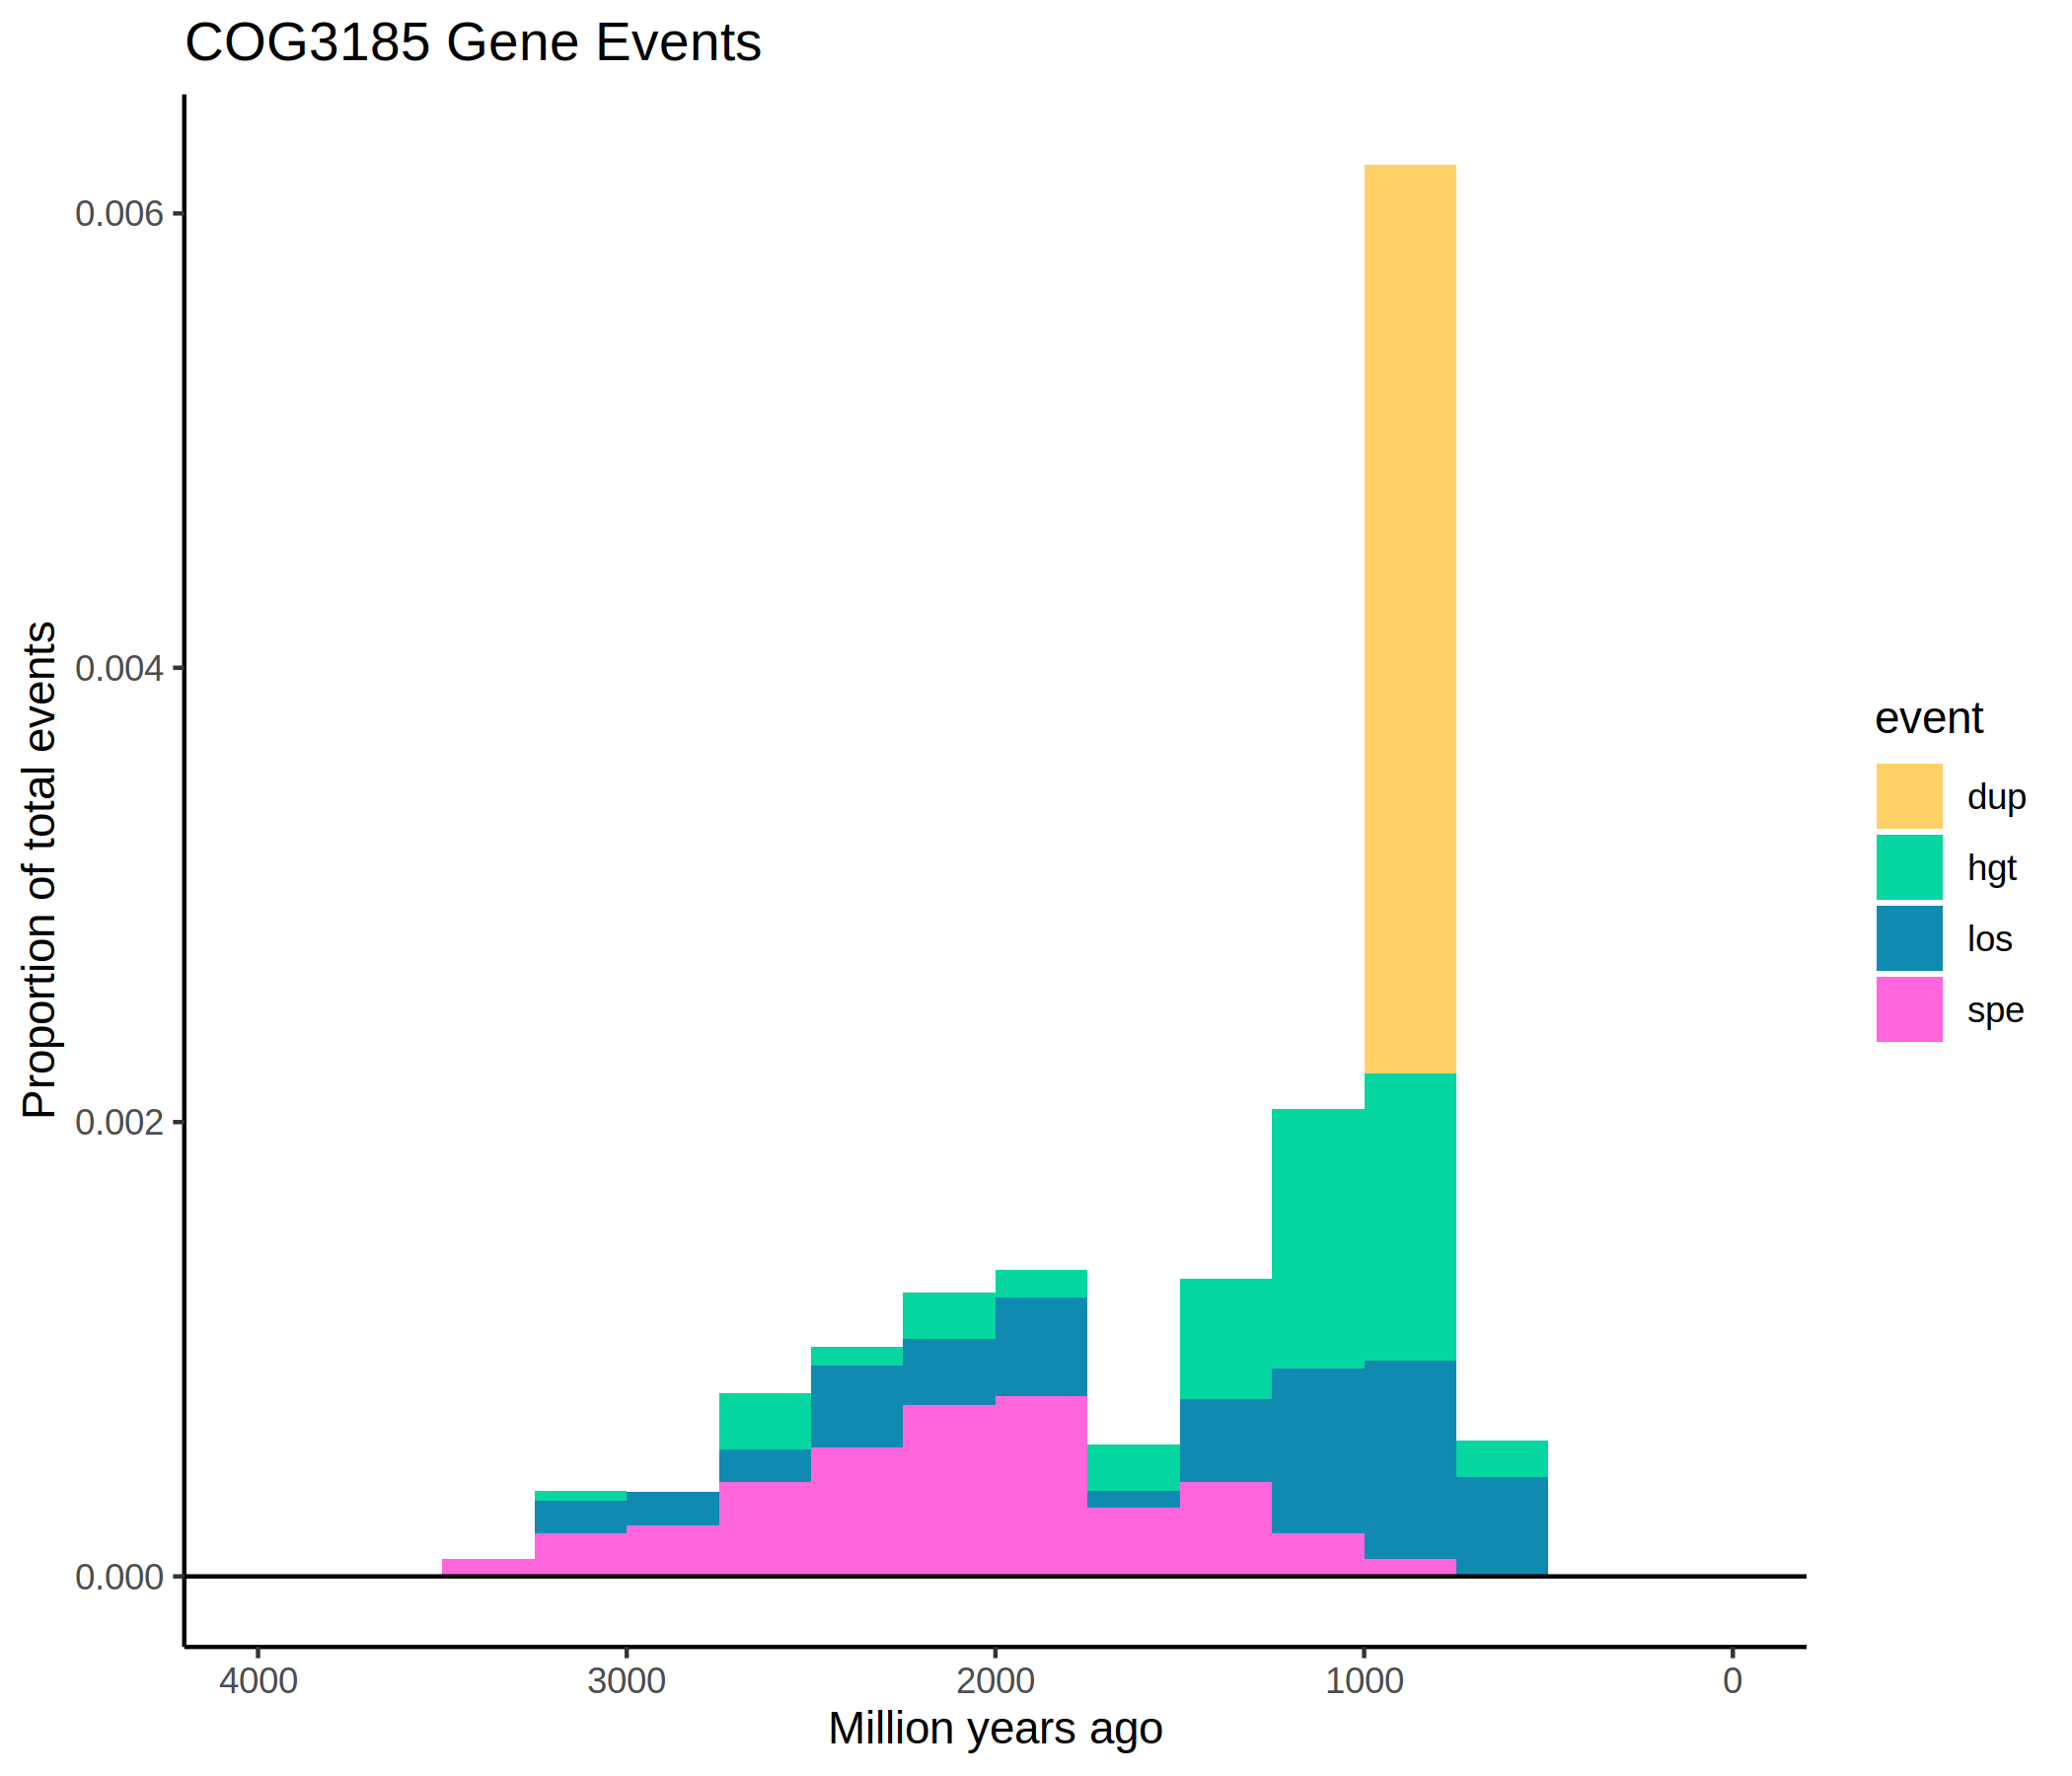 COG3185 Gene Events
Proportion of total events
0.006
0.004
0.002
0.000
4000 3000 2000 1000 0
Million years ago
event
dup
hgt
los
spe